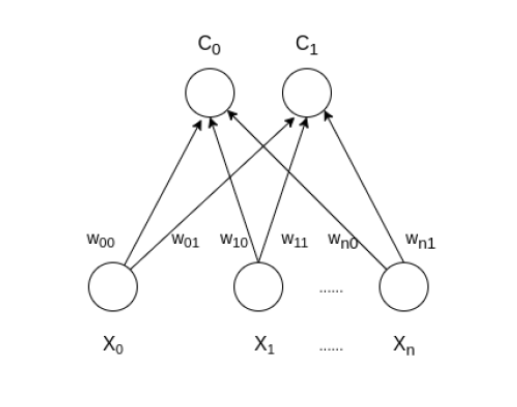 C₀ C₁
w₀₀ w₀₁ w₁₀ w₁₁ wₙ₀ wₙ₁
......
X₀ X₁ ...... Xₙ